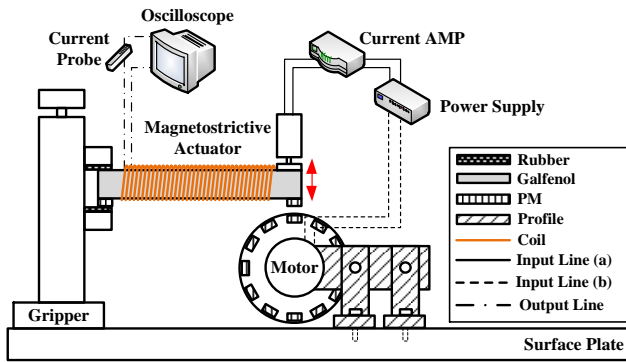 Oscilloscope
Current
Probe
Current AMP
Power Supply
Magnetostrictive
Actuator
Rubber
Galfenol
PM
Profile
Coil
Input Line (a)
Input Line (b)
Output Line
Motor
Gripper
Surface Plate